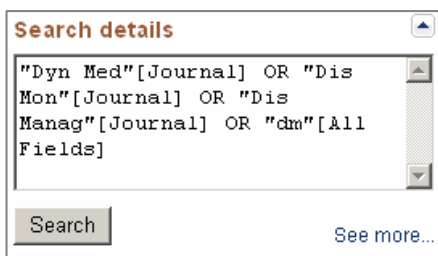 Search details
"Dyn Med"[Journal] OR "Dis
Mon"[Journal] OR "Dis
Manag"[Journal] OR "dm"[All
Fields]
Search
See more...